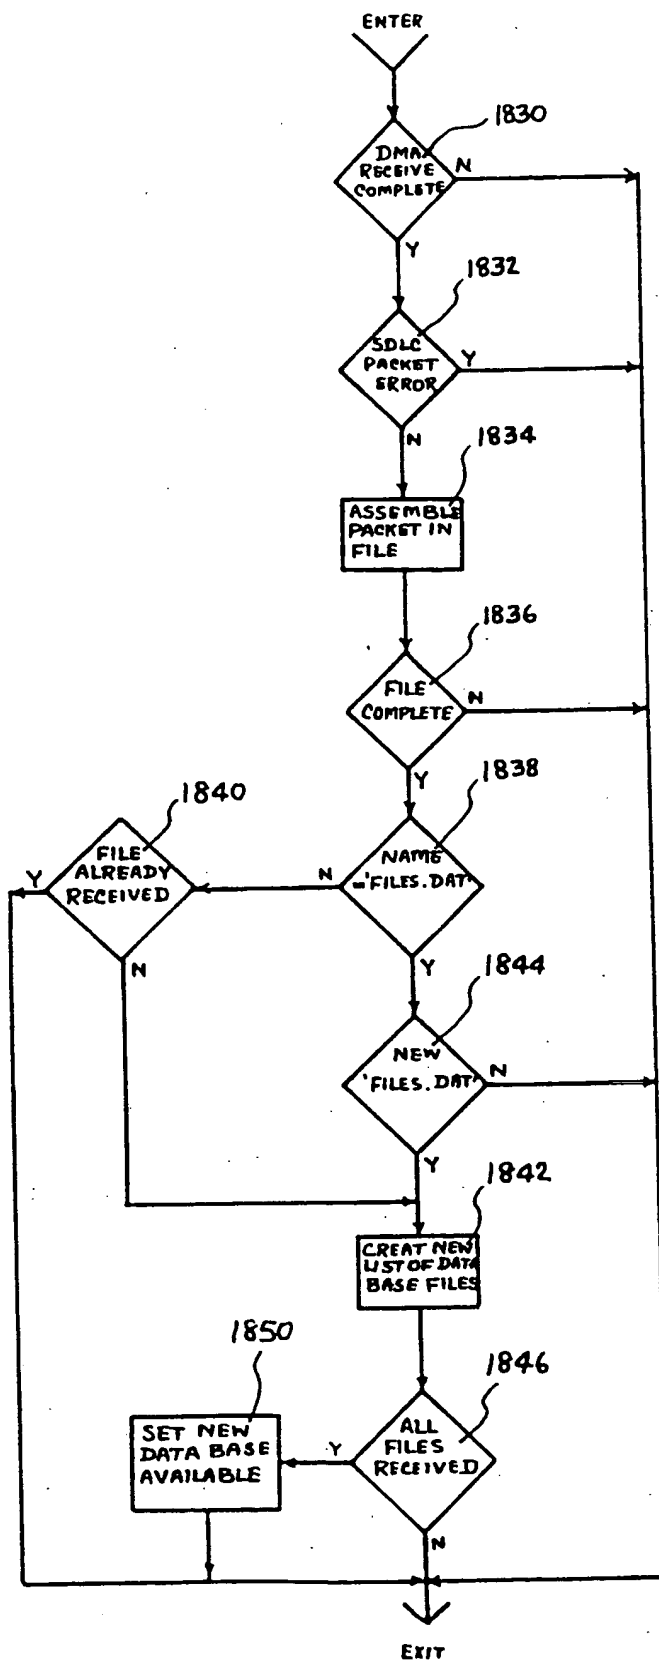 ENTER
1830
DMA
RECEIVE
COMPLETE
N
Y
1832
SDLC
PACKET
ERROR
Y
N
1834
ASSEMBLE
PACKET IN
FILE
1836
FILE
COMPLETE
N
Y
1838
NAME
='FILES.DAT'
N
Y
1840
FILE
ALREADY
RECEIVED
Y
N
1844
NEW
'FILES.DAT'
N
Y
1842
CREAT NEW
LIST OF DATA
BASE FILES
1846
ALL
FILES
RECEIVED
Y
N
1850
SET NEW
DATA BASE
AVAILABLE
EXIT